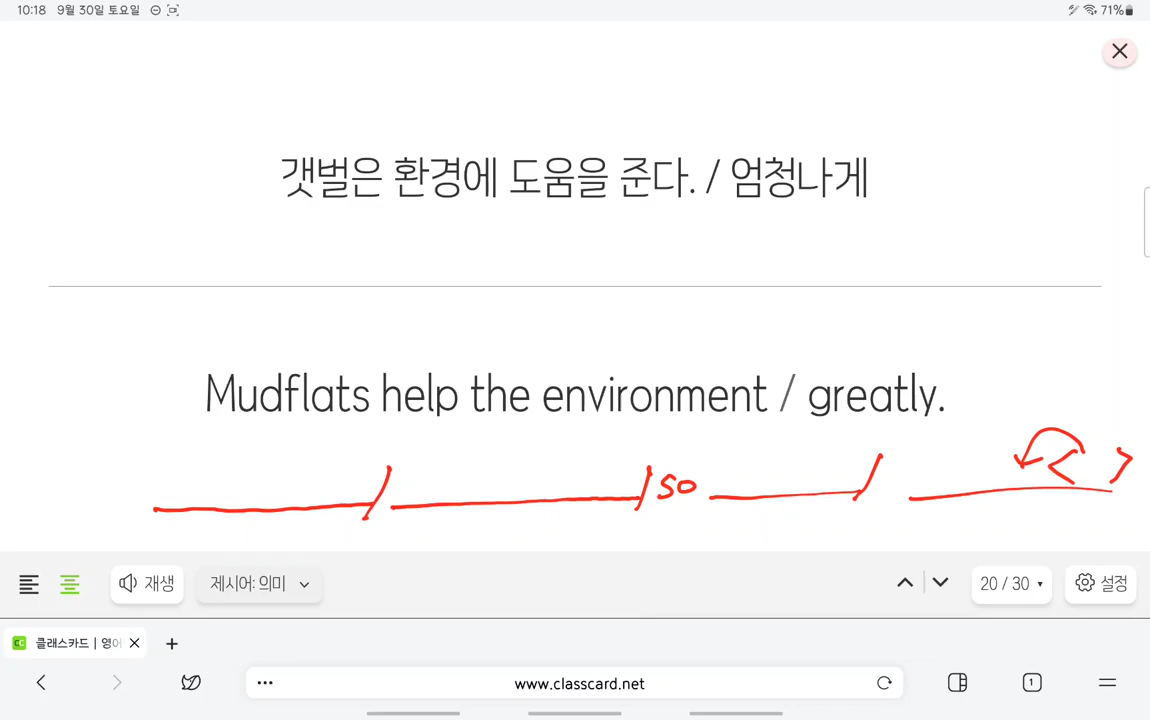 10:18 9월 30일 토요일 71%
갯벌은 환경에 도움을 준다. / 엄청나게
Mudflats help the environment / greatly.
so
재생 제시어: 의미 20 / 30 설정
클래스카드 | 영어
www.classcard.net 1